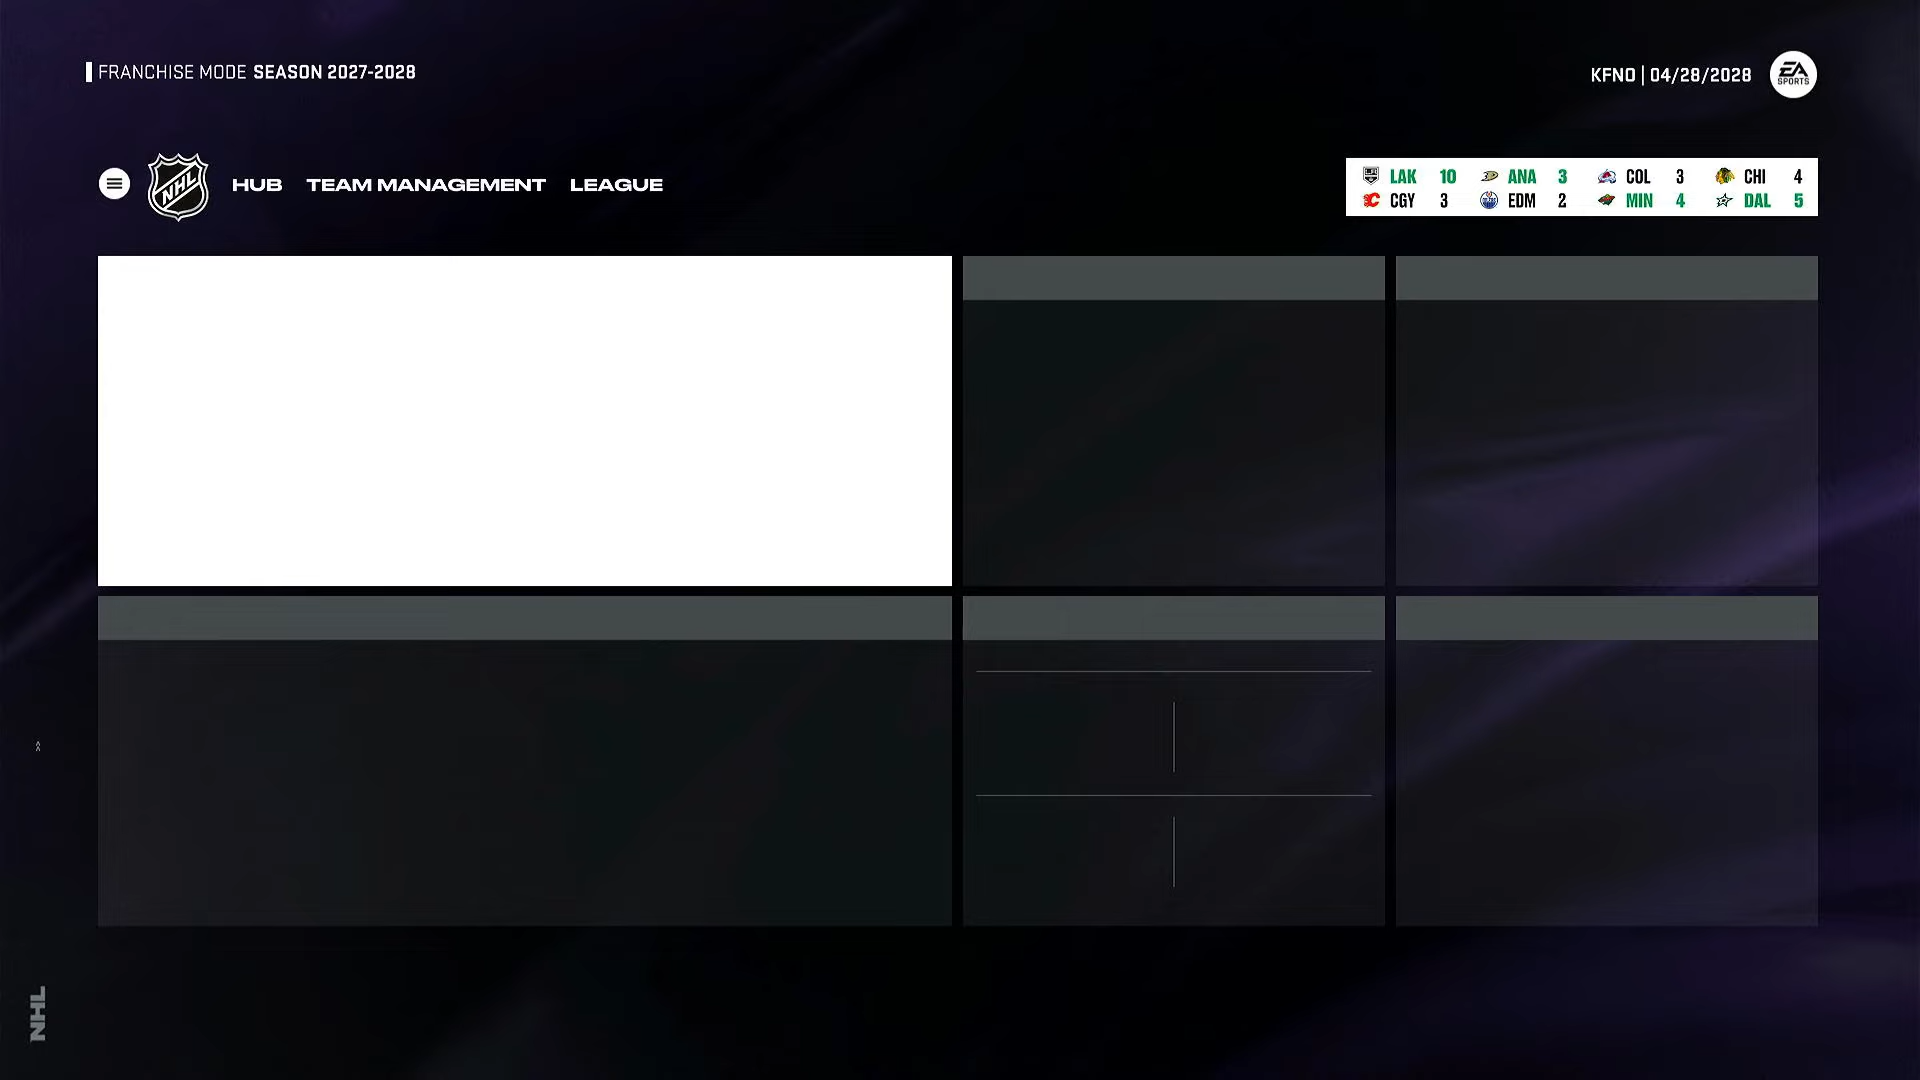 FRANCHISE MODE SEASON 2027-2028
KFNO | 04/28/2028
EA
SPORTS
NHL
HUB TEAM MANAGEMENT LEAGUE
LAK 10 ANA 3 COL 3 CHI 4
CGY 3 EDM 2 MIN 4 DAL 5
NHL